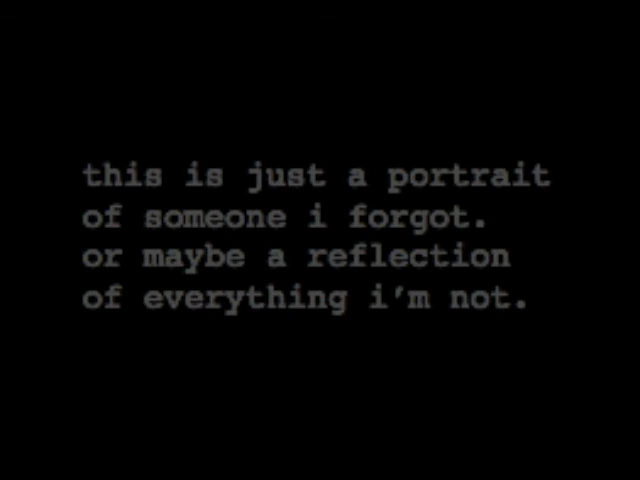 this is just a portrait
of someone i forgot.
or maybe a reflection
of everything i'm not.